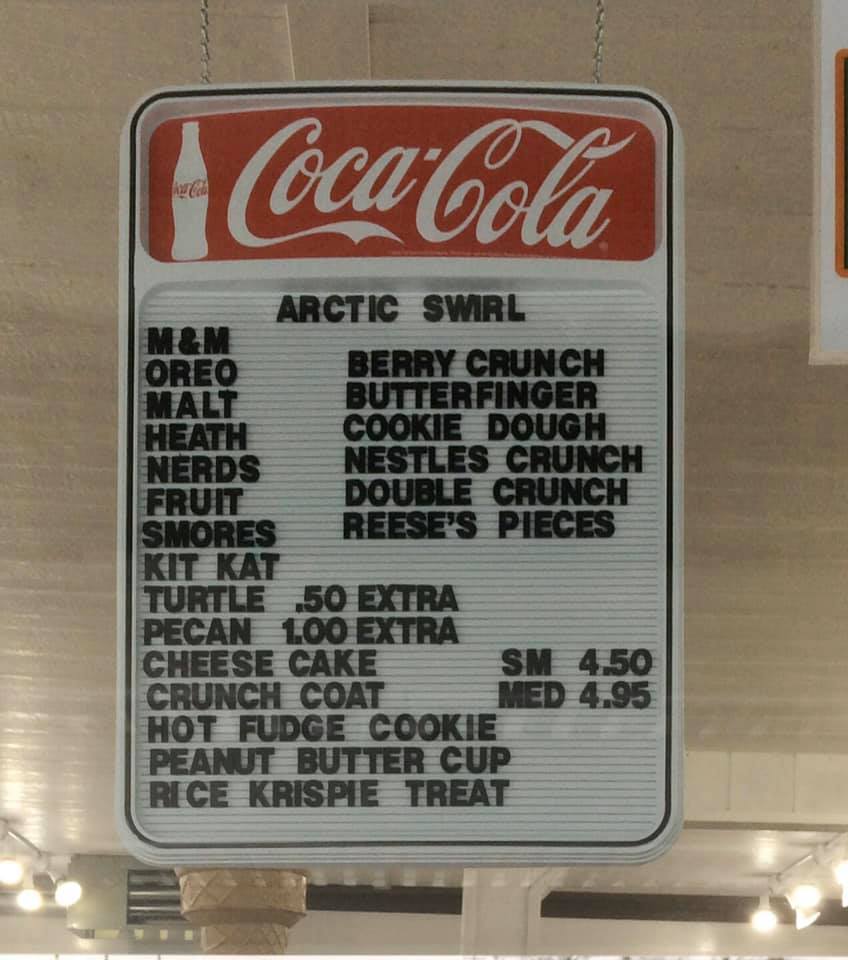 Coca-Cola
Coca-Cola
ARCTIC SWIRL
M&M
OREO
MALT
HEATH
NERDS
FRUIT
SMORES
KIT KAT
BERRY CRUNCH
BUTTERFINGER
COOKIE DOUGH
NESTLES CRUNCH
DOUBLE CRUNCH
REESE'S PIECES
TURTLE .50 EXTRA
PECAN 1.00 EXTRA
CHEESE CAKE SM 4.50
CRUNCH COAT MED 4.95
HOT FUDGE COOKIE
PEANUT BUTTER CUP
RICE KRISPIE TREAT